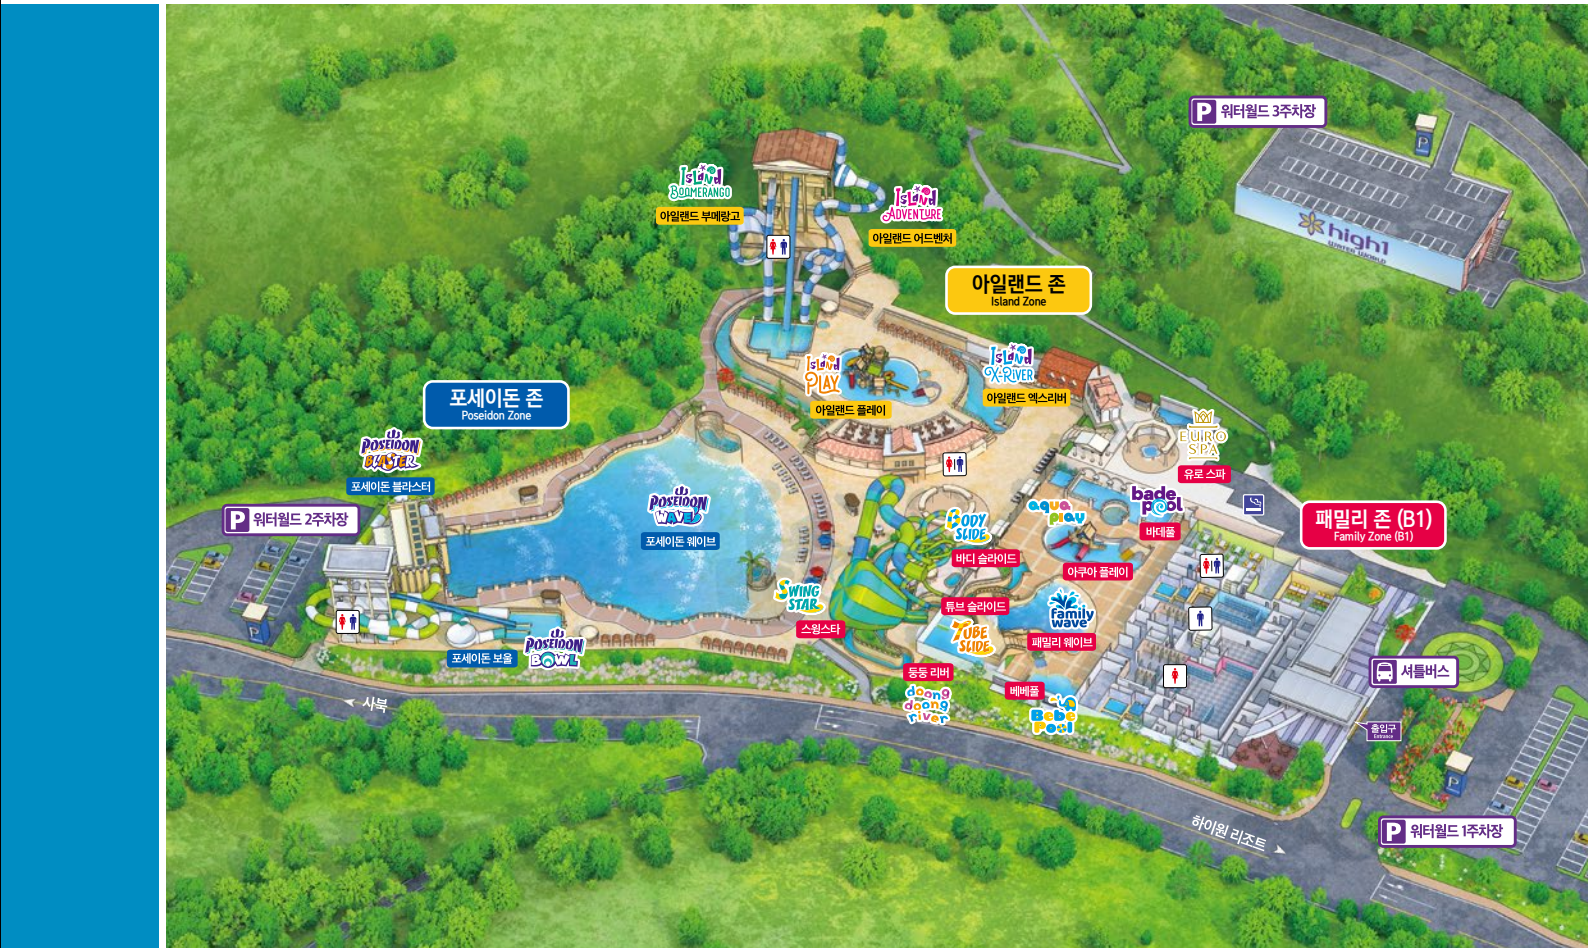 워터월드 3주차장
P
high1
WATER WORLD
ISLAND
BOOMERANGO
아일랜드 부메랑고
ISLAND
ADVENTURE
아일랜드 어드벤처
아일랜드 존
Island Zone
ISLAND
PLAY
아일랜드 플레이
ISLAND
X-RIVER
아일랜드 엑스리버
포세이돈 존
Poseidon Zone
POSEIDON
BLASTER
포세이돈 블라스터
P 워터월드 2주차장
P
POSEIDON
WAVE
포세이돈 웨이브
POSEIDON
BOWL
포세이돈 보울
EURO
SPA
유로 스파
bade
pool
바데풀
aqua
play
아쿠아 플레이
BODY
SLIDE
바디 슬라이드
패밀리 존 (B1)
Family Zone (B1)
SWING
STAR
스윙스타
튜브 슬라이드
TUBE
SLIDE
family
wave
패밀리 웨이브
둥둥 리버
doong
doong
river
베베풀
Bebe
Pool
셔틀버스
출입구
Entrance
P
P 워터월드 1주차장
사북
하이원 리조트